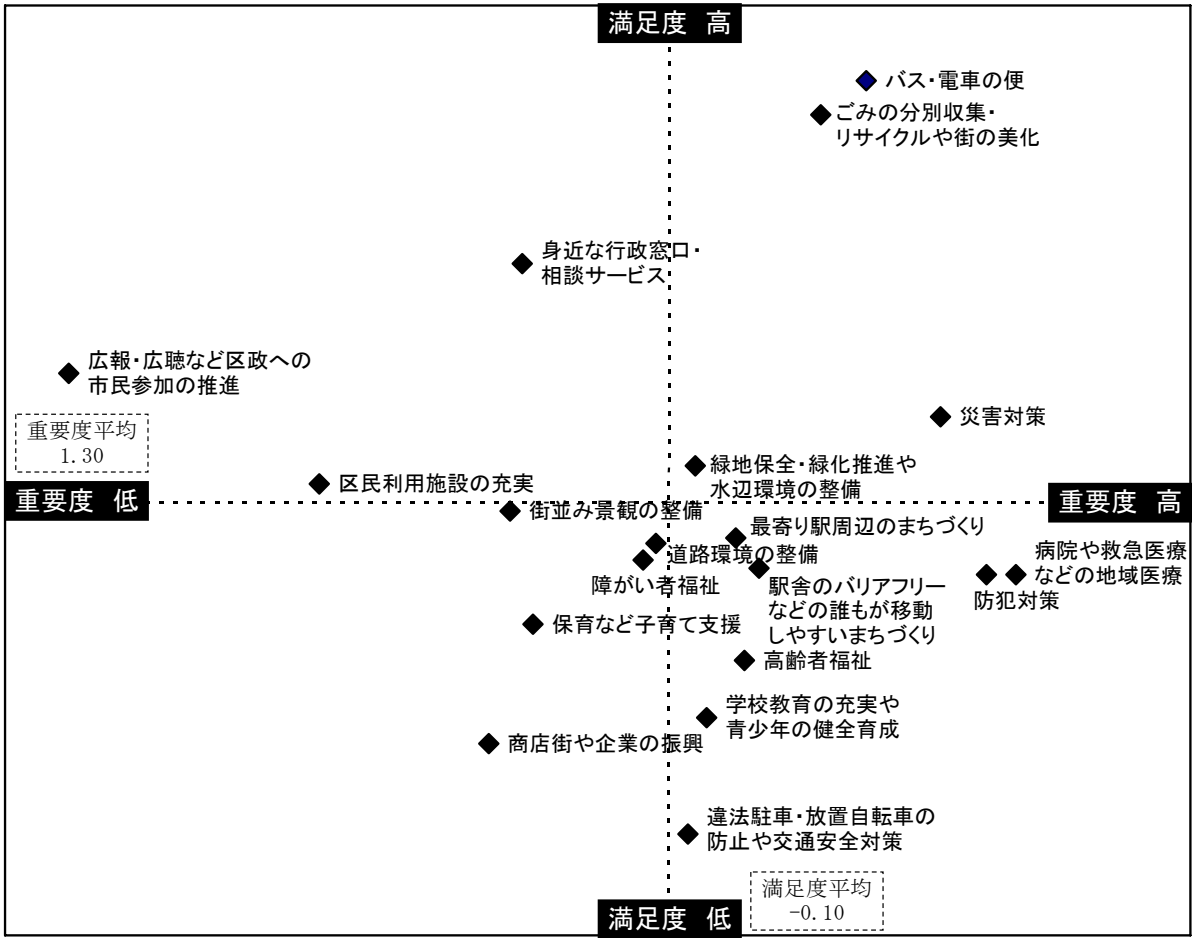 満足度 高
バス・電車の便
ごみの分別収集・
リサイクルや街の美化
身近な行政窓口・
相談サービス
広報・広聴など区政への
市民参加の推進
重要度平均
1.30
災害対策
緑地保全・緑化推進や
水辺環境の整備
区民利用施設の充実
重要度 低
重要度 高
街並み景観の整備
最寄り駅周辺のまちづくり
道路環境の整備
障がい者福祉
病院や救急医療
などの地域医療
防犯対策
駅舎のバリアフリー
などの誰もが移動
しやすいまちづくり
保育など子育て支援
高齢者福祉
学校教育の充実や
青少年の健全育成
商店街や企業の振興
違法駐車・放置自転車の
防止や交通安全対策
満足度平均
-0.10
満足度 低